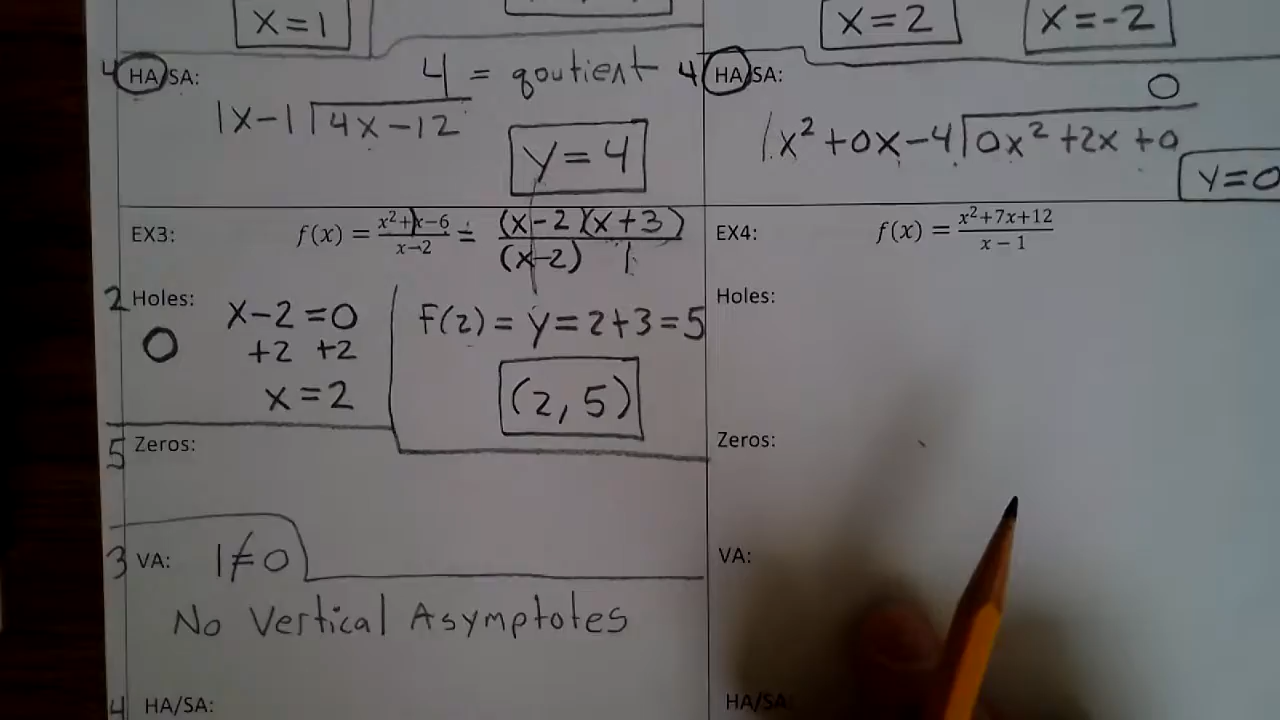 x = 1
x = 2
x = -2
4 HA/SA:
4 = qoutient
1x-1 4x-12
y = 4
4 HA/SA:
0
1x² +0x-4 0x² +2x +0
y=0
EX3: f(x) = x²+x-6 / x-2 = (x-2)(x+3) / (x-2) 1
2 Holes:
0
x-2=0
+2 +2
x=2
f(2) = y = 2+3=5
(2, 5)
5 Zeros:
3 VA: 1≠0
No Vertical Asymptotes
4 HA/SA:
EX4: f(x) = x²+7x+12 / x - 1
Holes:
Zeros:
VA:
HA/SA: